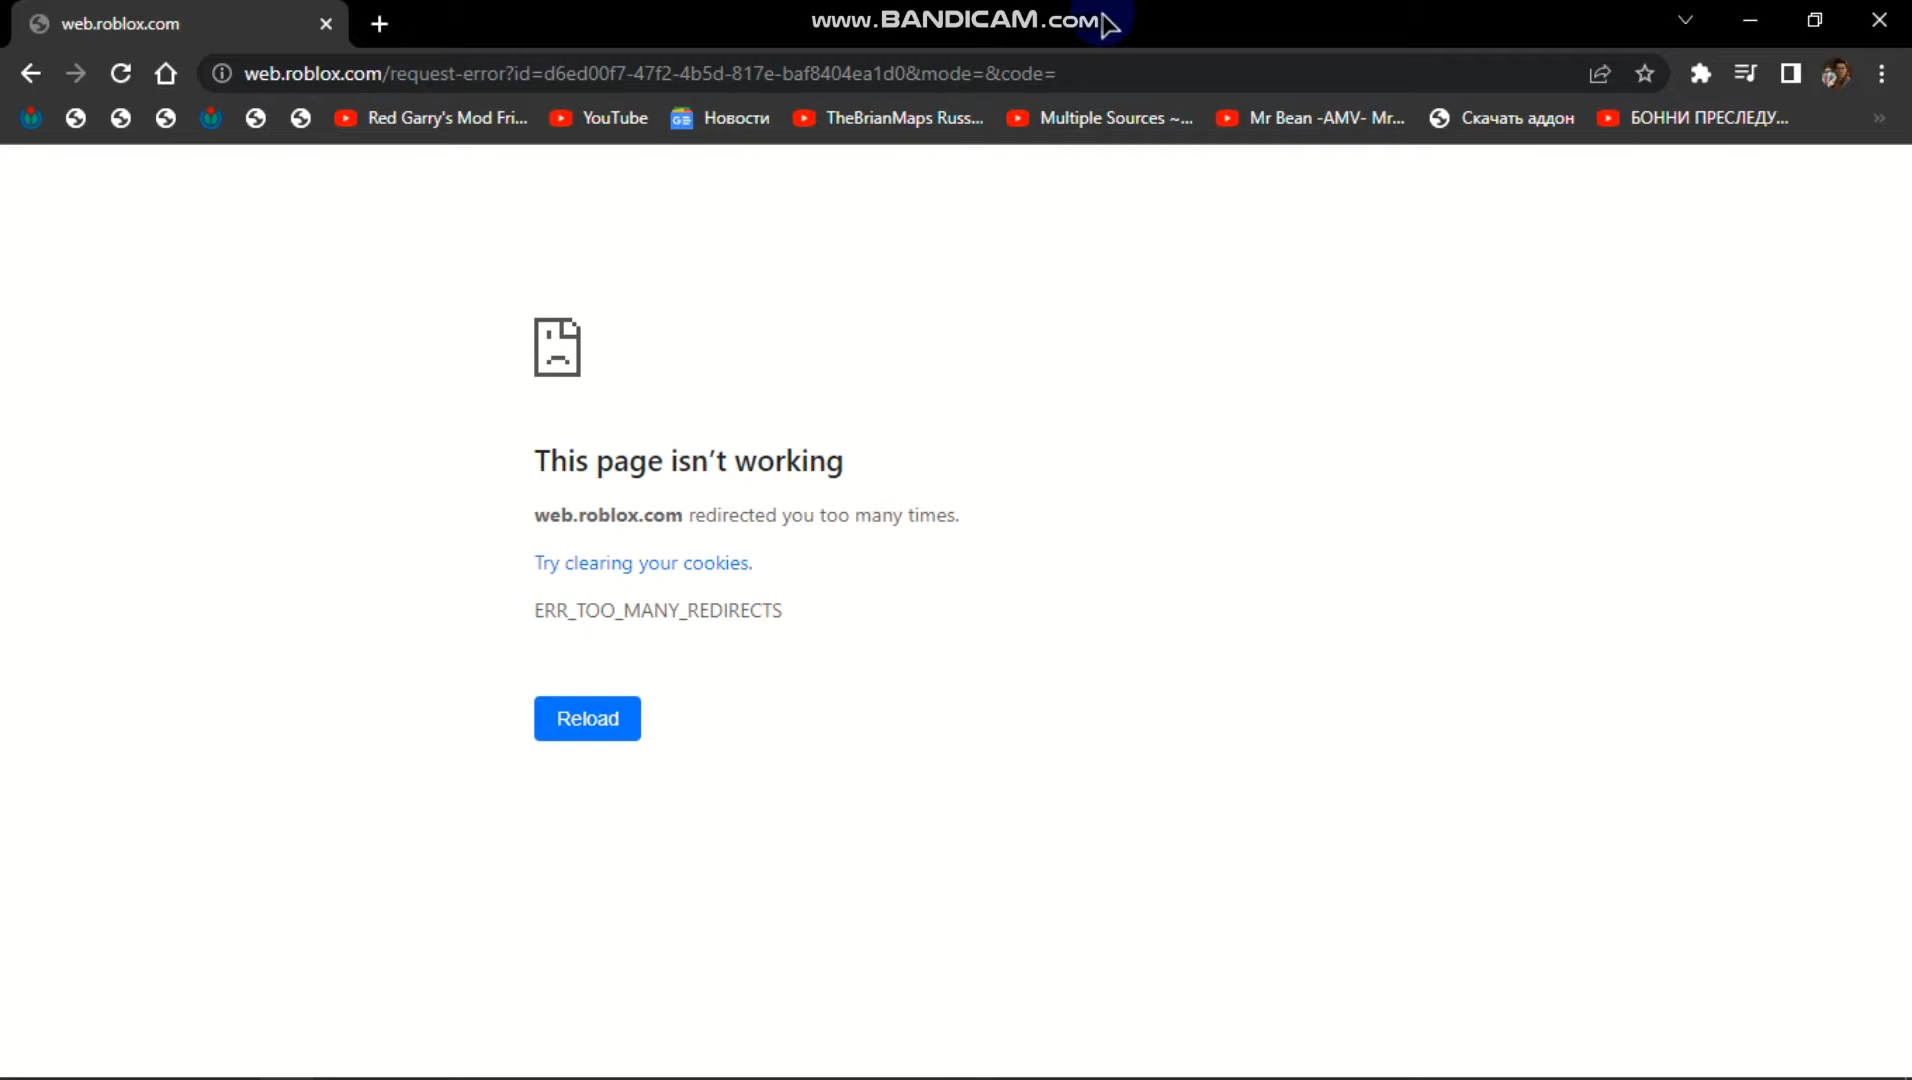 web.roblox.com
www.BANDICAM.com
web.roblox.com/request-error?id=d6ed00f7-47f2-4b5d-817e-baf8404ea1d0&mode=&code=
Red Garry's Mod Fri... YouTube Новости TheBrianMaps Russ... Multiple Sources ~... Mr Bean -AMV- Mr... Скачать аддон БОННИ ПРЕСЛЕДУ...
This page isn’t working
web.roblox.com redirected you too many times.
Try clearing your cookies.
ERR_TOO_MANY_REDIRECTS
Reload